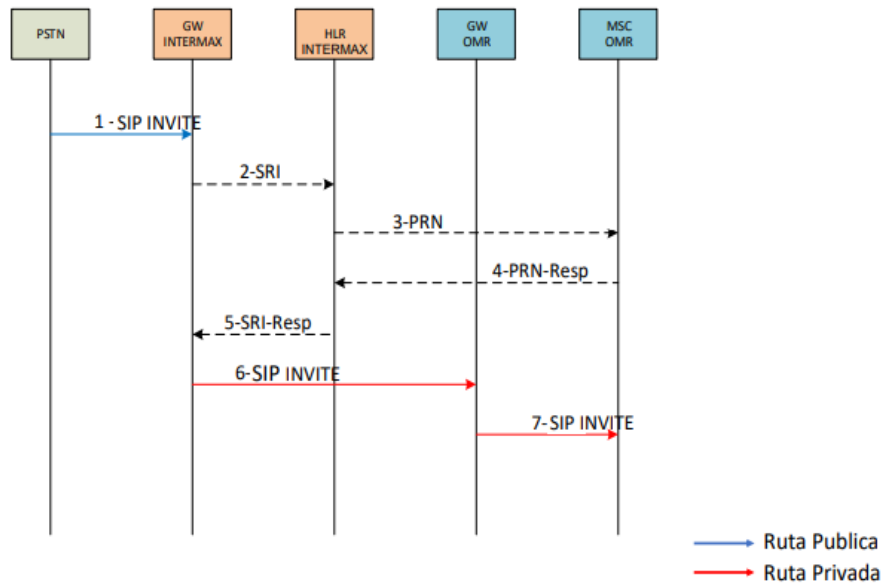 PSTN
GW
INTERMAX
HLR
INTERMAX
GW
OMR
MSC
OMR
1 - SIP INVITE
2-SRI
3-PRN
4-PRN-Resp
5-SRI-Resp
6-SIP INVITE
7- SIP INVITE
Ruta Publica
Ruta Privada